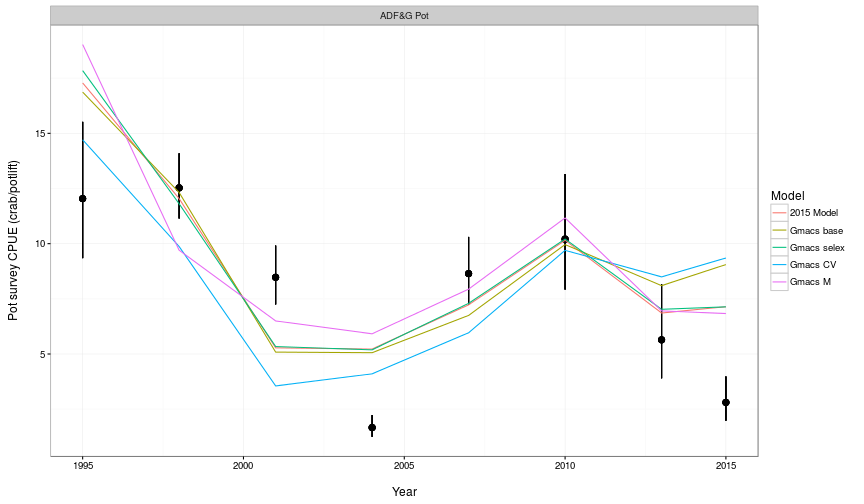 ADF&G Pot
Pot survey CPUE (crab/potlift)
15
10
5
1995
2000
2005
2010
2015
Year
Model
2015 Model
Gmacs base
Gmacs selex
Gmacs CV
Gmacs M